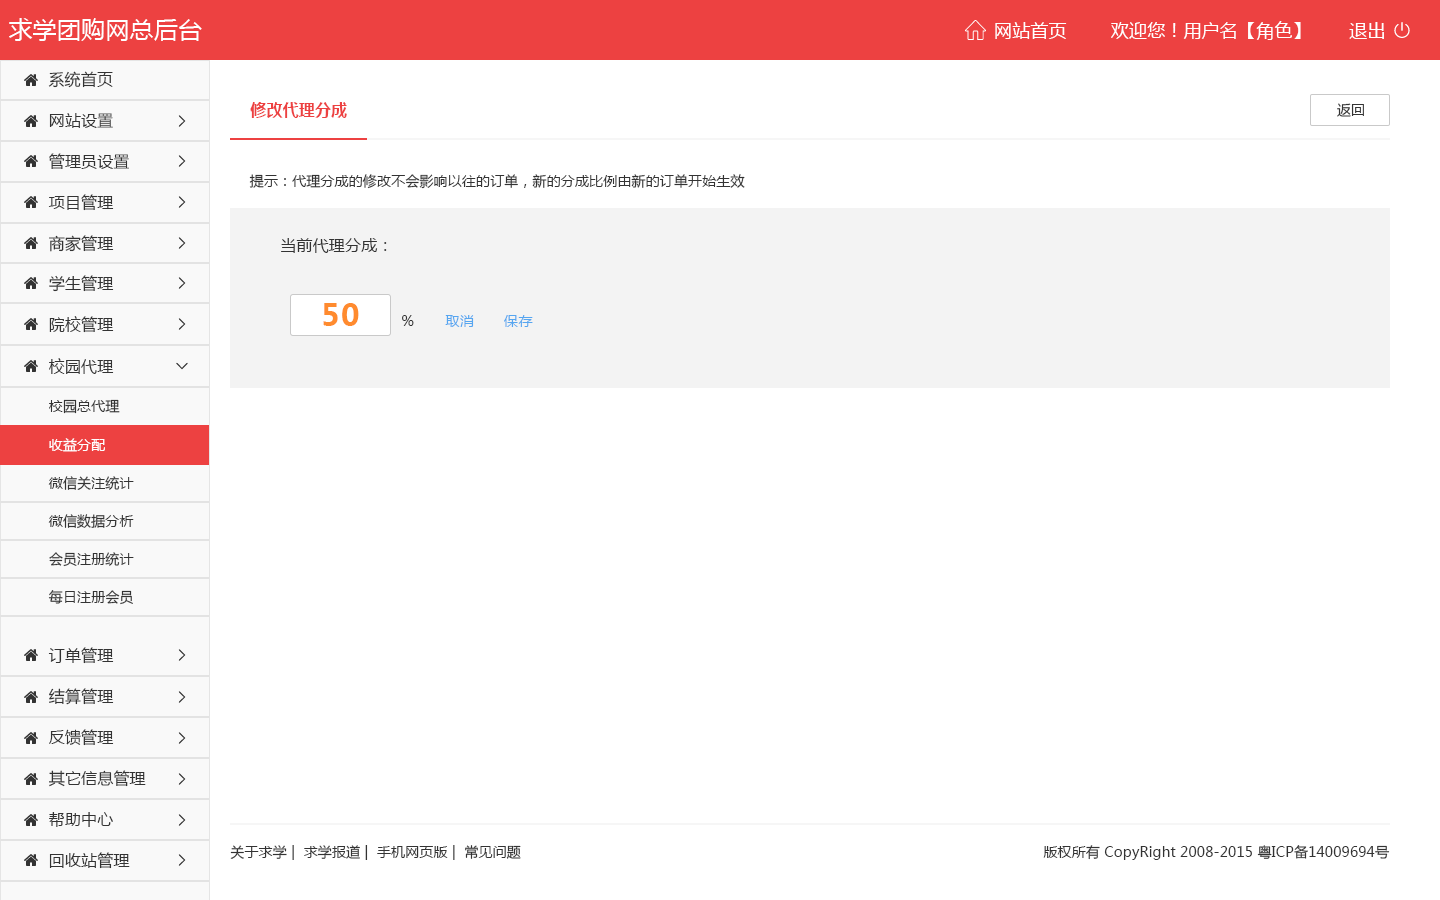 求学团购网总后台
网站首页
欢迎您！用户名【角色】
退出
系统首页
网站设置
管理员设置
项目管理
商家管理
学生管理
院校管理
校园代理
校园总代理
收益分配
微信关注统计
微信数据分析
会员注册统计
每日注册会员
订单管理
结算管理
反馈管理
其它信息管理
帮助中心
回收站管理
修改代理分成
返回
提示：代理分成的修改不会影响以往的订单，新的分成比例由新的订单开始生效
当前代理分成：
50 % 取消 保存
关于求学 | 求学报道 | 手机网页版 | 常见问题
版权所有 CopyRight 2008-2015 粤ICP备14009694号